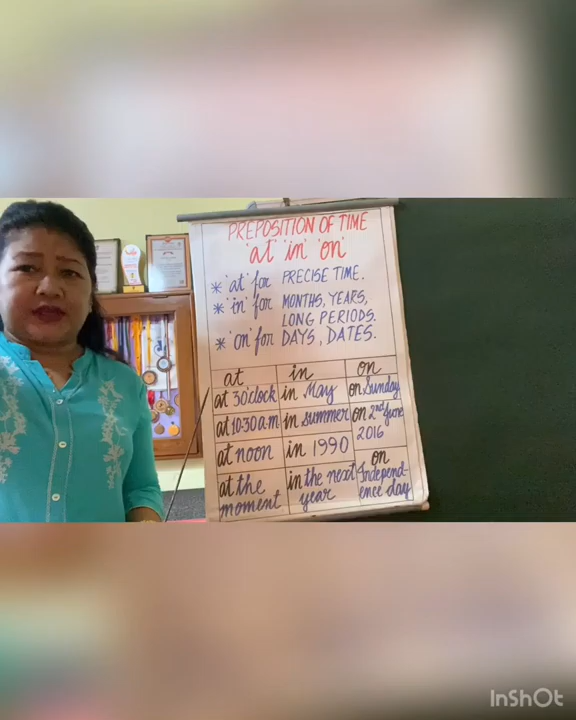 PREPOSITION OF TIME
'at' 'in' 'on'
* 'at' for PRECISE TIME.
* 'in' for MONTHS, YEARS,
LONG PERIODS.
* 'on' for DAYS, DATES.
at in on
at 3O'clock in May on Sunday
at 10:30 a.m in summer on 2nd June
2016
at noon in 1990 on
at the in the next Independ-
moment year ence day
InShOt